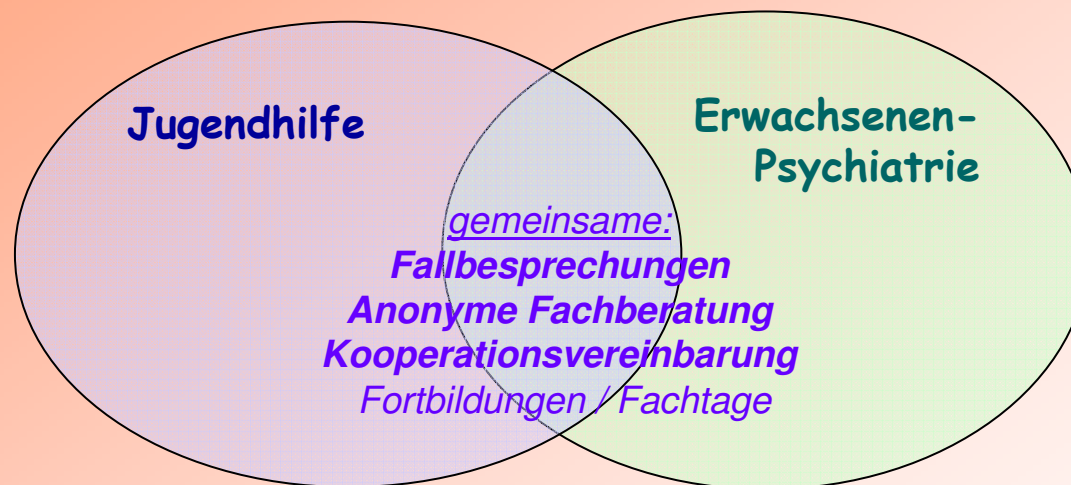 Jugendhilfe
Erwachsenen-
Psychiatrie
gemeinsame:
Fallbesprechungen
Anonyme Fachberatung
Kooperationsvereinbarung
Fortbildungen / Fachtage